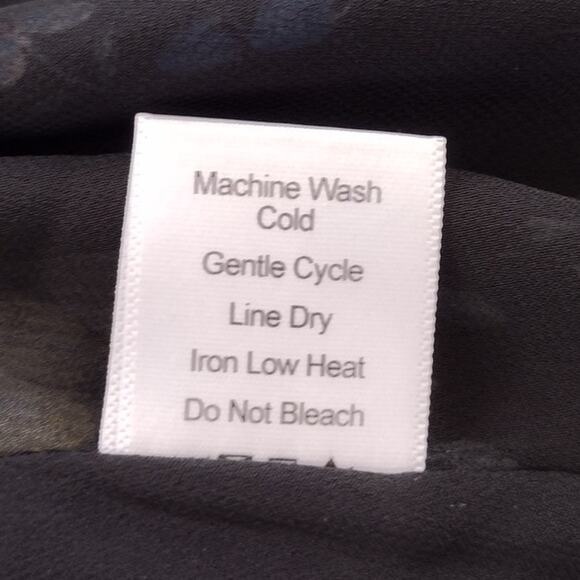 Machine Wash
Cold
Gentle Cycle
Line Dry
Iron Low Heat
Do Not Bleach